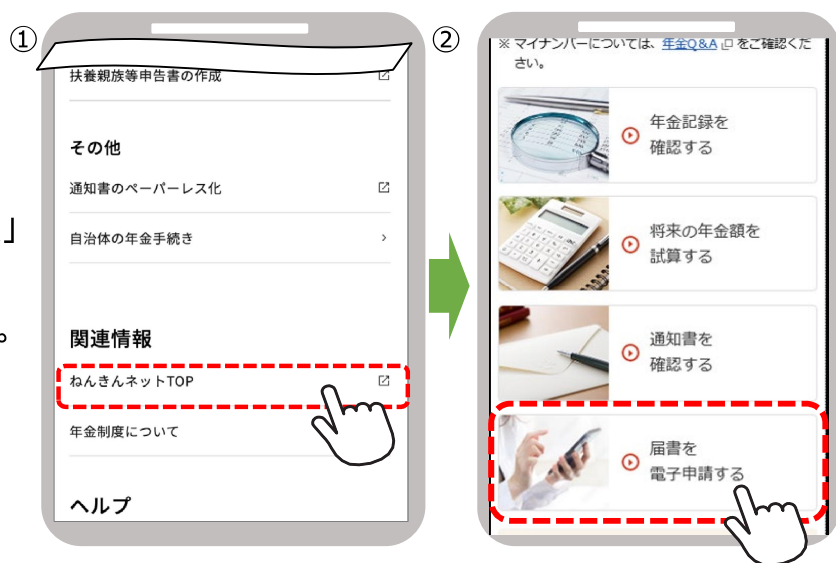 ①
扶養親族等申告書の作成
その他
通知書のペーパーレス化
自治体の年金手続き
関連情報
ねんきんネットTOP
年金制度について
ヘルプ
」
。
②
※ マイナンバーについては、年金Q&A をご確認くだ
さい。
年金記録を
確認する
将来の年金額を
試算する
通知書を
確認する
届書を
電子申請する